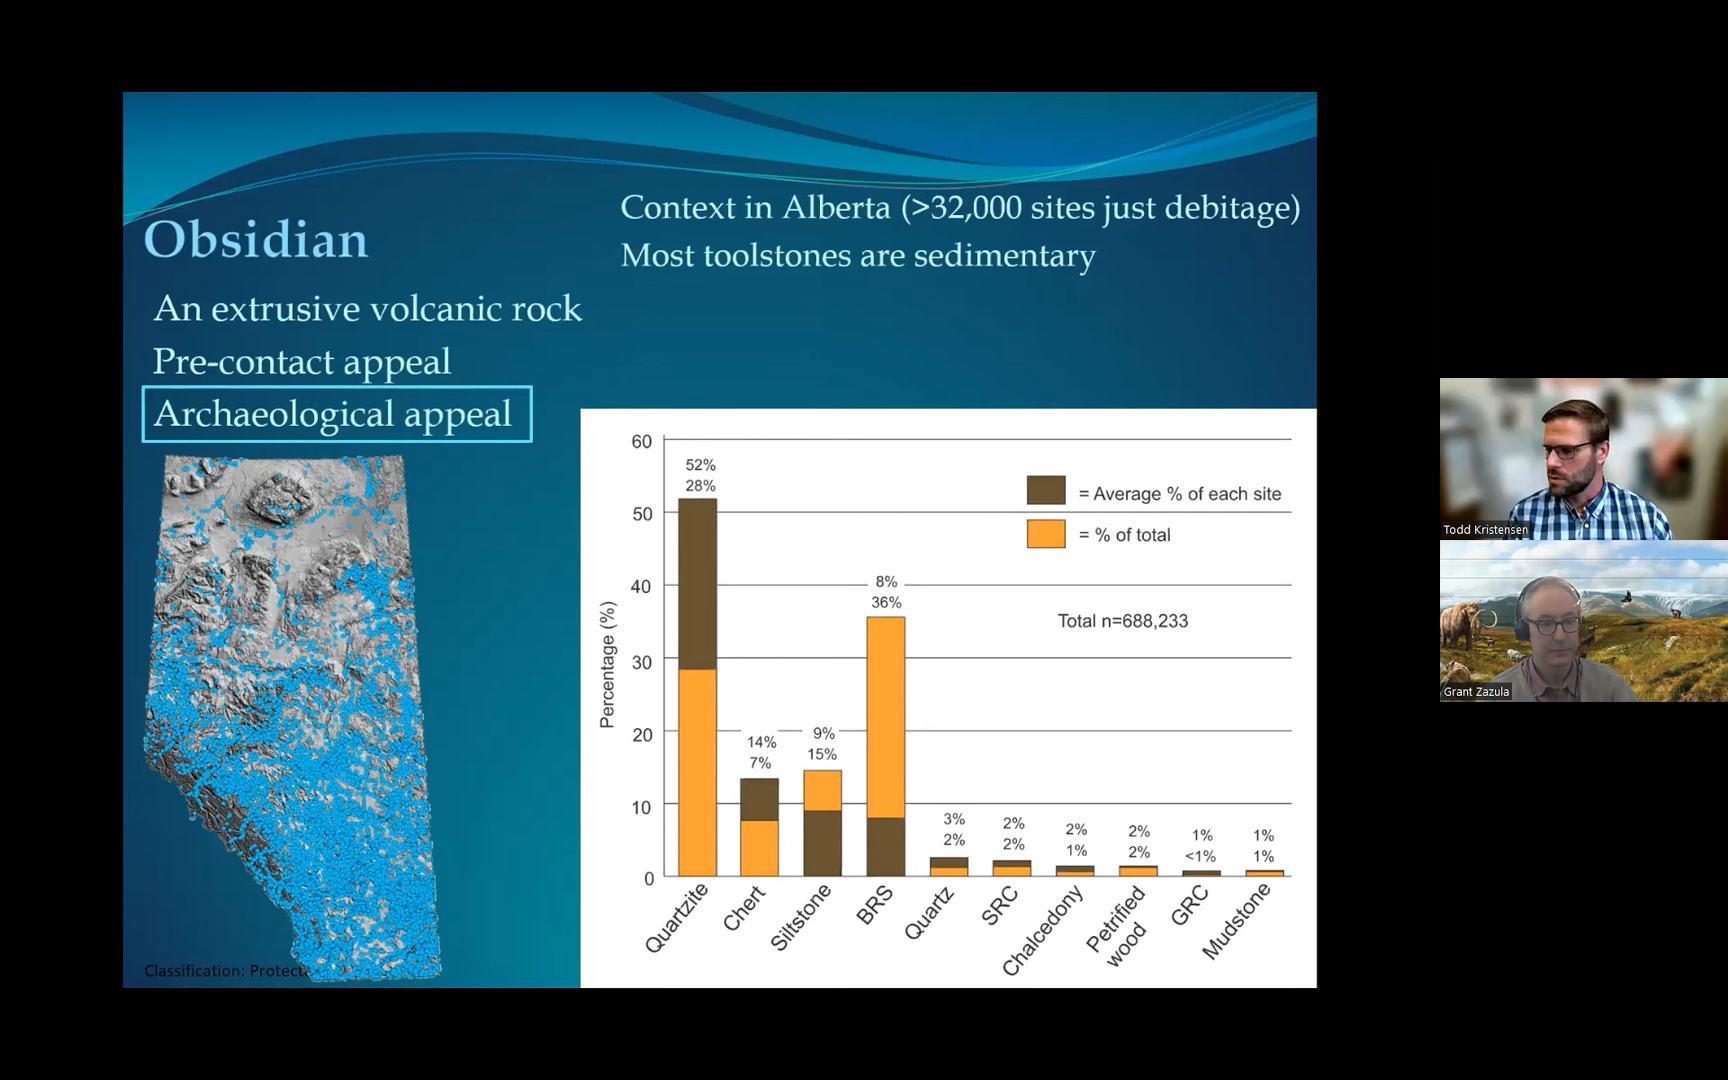 Context in Alberta (>32,000 sites just debitage)
Most toolstones are sedimentary
Obsidian
An extrusive volcanic rock
Pre-contact appeal
Archaeological appeal
Classification: Protect
60
50
40
30
20
10
0
Percentage (%)
52%
28%
14%
7%
9%
15%
8%
36%
3%
2%
2%
2%
2%
1%
2%
2%
1%
<1%
1%
1%
= Average % of each site
= % of total
Total n=688,233
Quartzite
Chert
Siltstone
BRS
Quartz
SRC
Chalcedony
Petrified
wood
GRC
Mudstone
Todd Kristensen
Grant Zazula